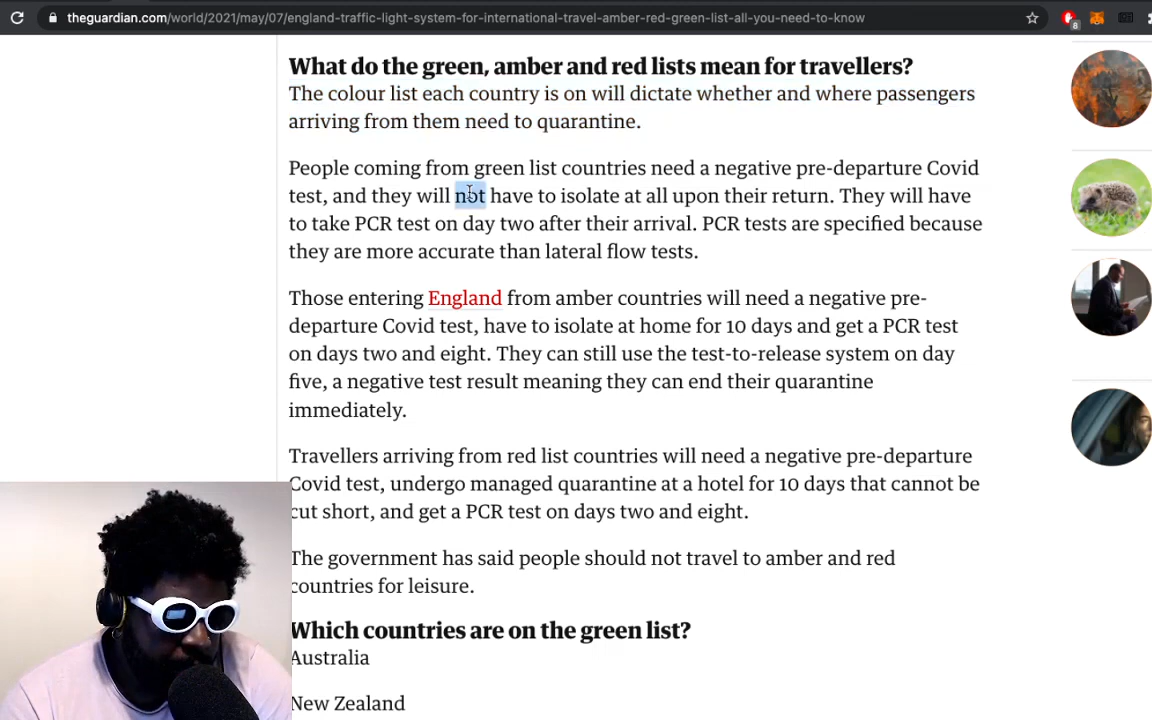 theguardian.com/world/2021/may/07/england-traffic-light-system-for-international-travel-amber-red-green-list-all-you-need-to-know
8
What do the green, amber and red lists mean for travellers?
The colour list each country is on will dictate whether and where passengers
arriving from them need to quarantine.
People coming from green list countries need a negative pre-departure Covid
test, and they will not have to isolate at all upon their return. They will have
to take PCR test on day two after their arrival. PCR tests are specified because
they are more accurate than lateral flow tests.
Those entering England from amber countries will need a negative pre-
departure Covid test, have to isolate at home for 10 days and get a PCR test
on days two and eight. They can still use the test-to-release system on day
five, a negative test result meaning they can end their quarantine
immediately.
Travellers arriving from red list countries will need a negative pre-departure
Covid test, undergo managed quarantine at a hotel for 10 days that cannot be
cut short, and get a PCR test on days two and eight.
The government has said people should not travel to amber and red
countries for leisure.
Which countries are on the green list?
Australia
New Zealand